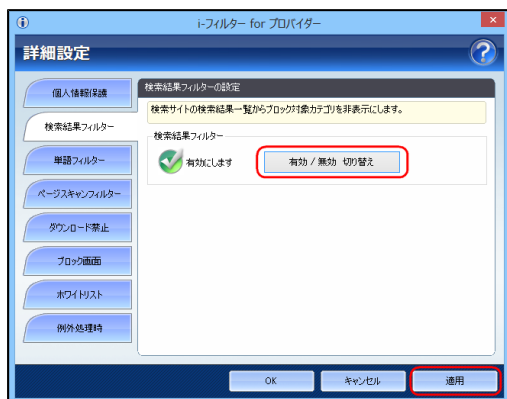 i-フィルター for プロバイダー
詳細設定
個人情報保護
検索結果フィルター
単語フィルター
ページスキャンフィルター
ダウンロード禁止
ブロック画面
ホワイトリスト
例外処理時
検索結果フィルターの設定
検索サイトの検索結果一覧からブロック対象カテゴリを非表示にします。
検索結果フィルター
有効にします
有効 / 無効 切り替え
OK
キャンセル
適用